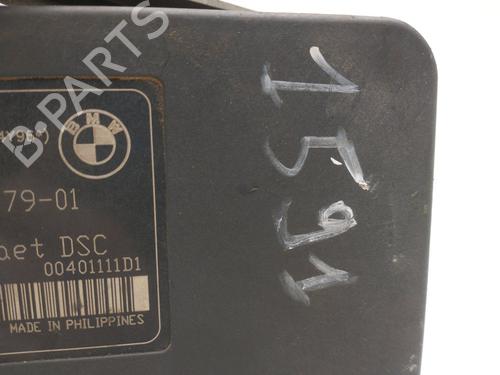 BMW
79-01
aet DSC
00401111D1
MADE IN PHILIPPINES
1591
B-PARTS